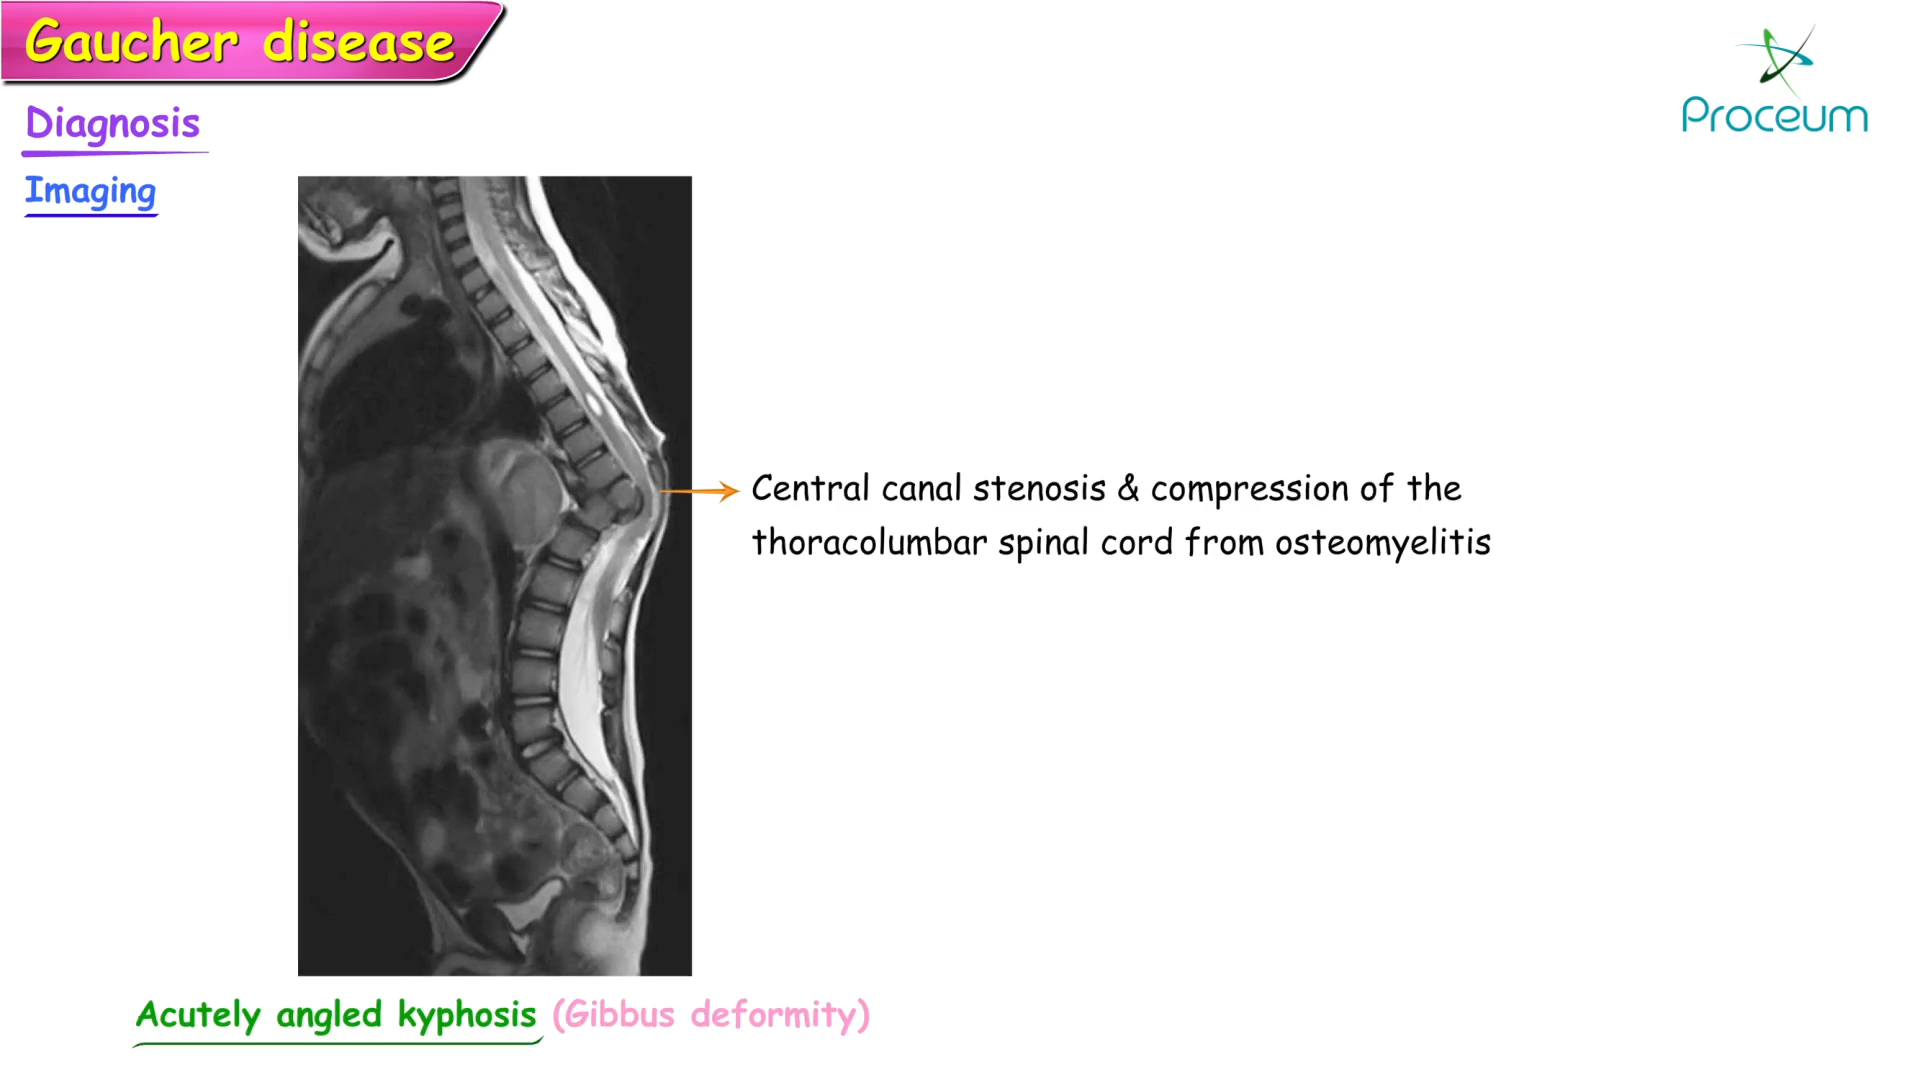 Gaucher disease
Proceum
Diagnosis
Imaging
Central canal stenosis & compression of the
thoracolumbar spinal cord from osteomyelitis
Acutely angled kyphosis (Gibbus deformity)